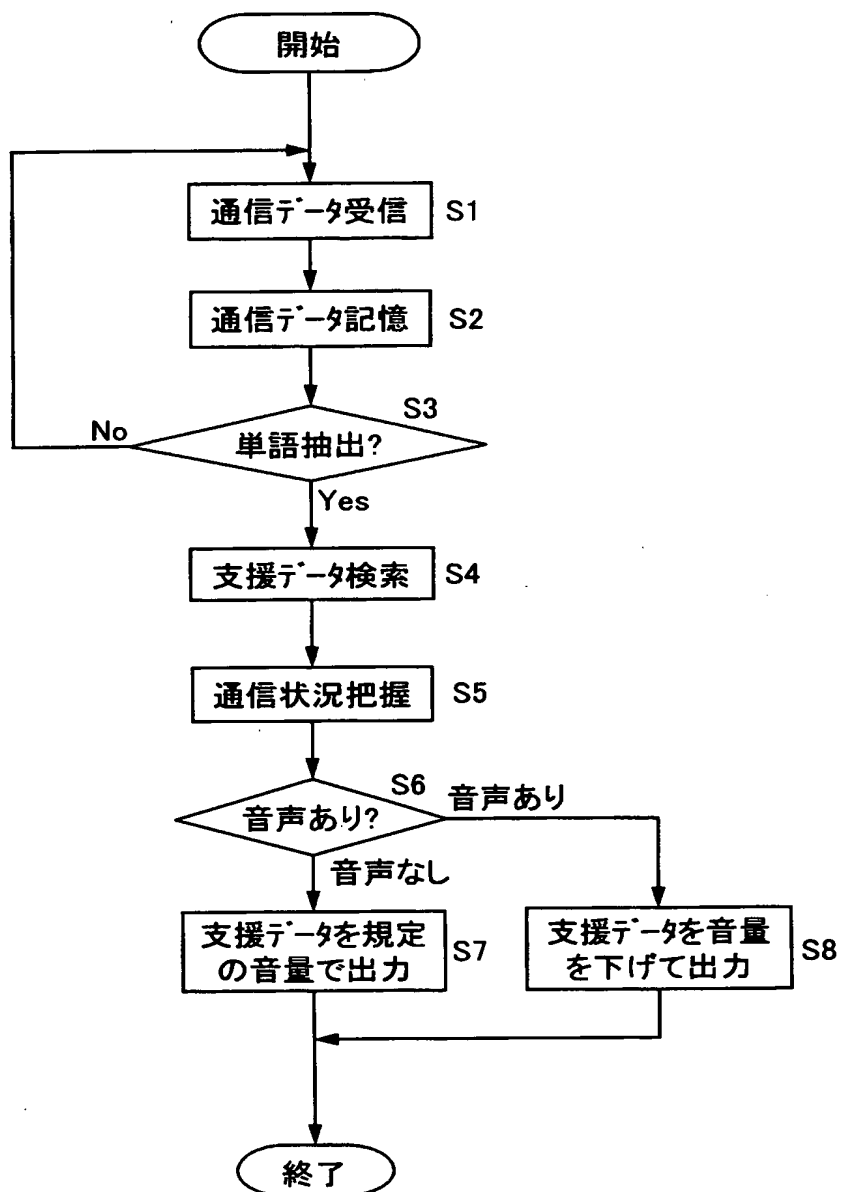 開始
通信データ受信 S1
通信データ記憶 S2
S3
No
単語抽出?
Yes
支援データ検索 S4
通信状況把握 S5
S6
音声あり
音声あり?
音声なし
支援データを規定
の音量で出力
S7
支援データを音量
を下げて出力
S8
終了